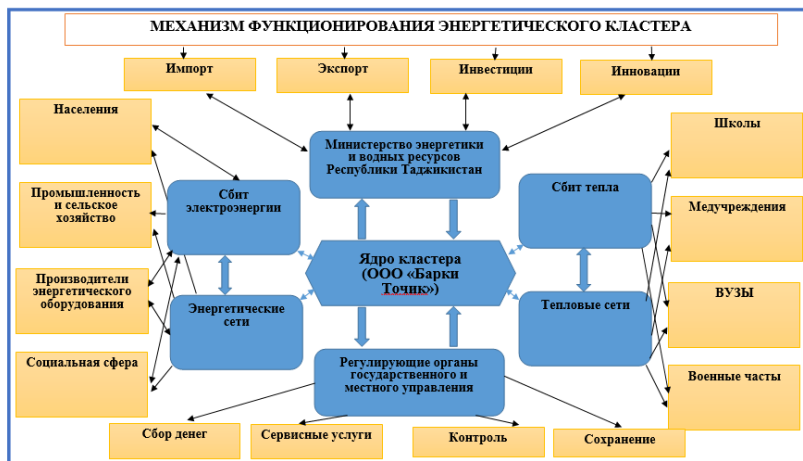 МЕХАНИЗМ ФУНКЦИОНИРОВАНИЯ ЭНЕРГЕТИЧЕСКОГО КЛАСТЕРА
Импорт
Экспорт
Инвестиции
Инновации
Населения
Промышленность
и сельское
хозяйство
Производители
энергетического
оборудования
Социальная сфера
Сбит
электроэнергии
Энергетические
сети
Министерство энергетики
и водных ресурсов
Республики Таджикистан
Ядро кластера
(ООО «Барки
Точик»)
Регулирующие органы
государственного и
местного управления
Сбит тепла
Тепловые сети
Школы
Медучреждения
ВУЗЫ
Военные часты
Сбор денег
Сервисные услуги
Контроль
Сохранение